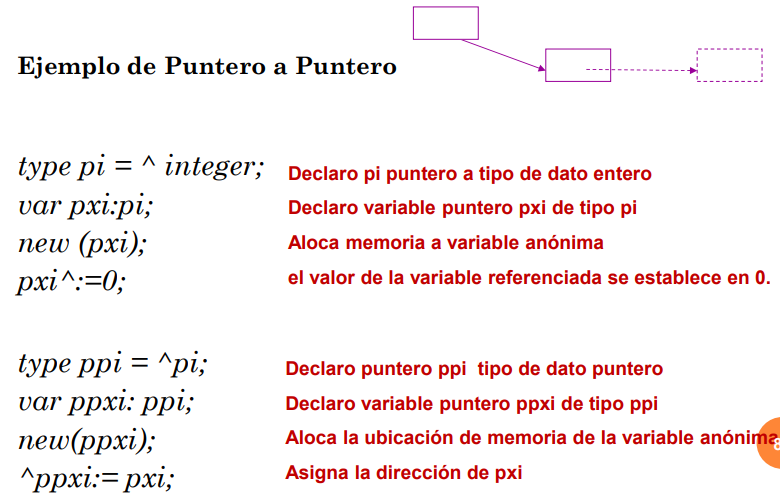 Ejemplo de Puntero a Puntero
type pi = ^ integer; Declaro pi puntero a tipo de dato entero
var pxi:pi; Declaro variable puntero pxi de tipo pi
new (pxi); Aloca memoria a variable anónima
pxi^:=0; el valor de la variable referenciada se establece en 0.
type ppi = ^pi; Declaro puntero ppi tipo de dato puntero
var ppxi: ppi; Declaro variable puntero ppxi de tipo ppi
new(ppxi); Aloca la ubicación de memoria de la variable anónima
^ppxi:= pxi; Asigna la dirección de pxi